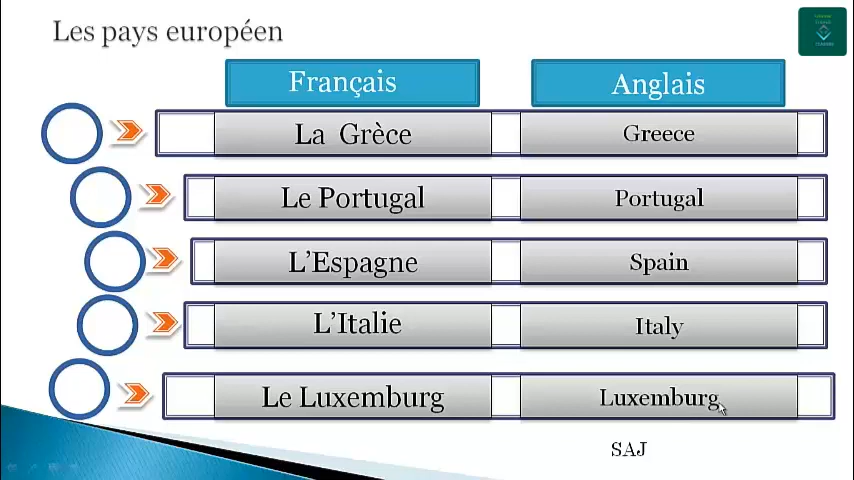 Les pays européen
Français
Anglais
La Grèce
Greece
Le Portugal
Portugal
L’Espagne
Spain
L’Italie
Italy
Le Luxemburg
Luxemburg
SAJ